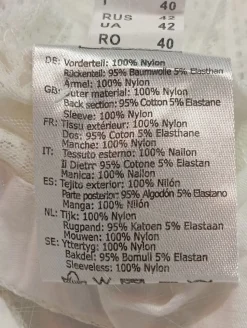 40
RUS 42
UA 42
RO 40
DE: Vorderteil: 100% Nylon
Rückenteil: 95% Baumwolle 5% Elasthan
Ärmel: 100% Nylon
GB: Outer material: 100% Nylon
Back section: 95% Cotton 5% Elastane
Sleeve: 100% Nylon
FR: Tissu extérieur: 100% Nylon
Dos: 95% Coton 5% Elasthane
Manche: 100% Nylon
IT: Tessuto esterno: 100% Nailon
Il Dietrr 95% Cotone 5% Elastan
Manica: 100% Nailon
ES: Tejito exterior: 100% Nilón
Parte posterior: 95% Algodón 5% Elastano
Manga: 100% Nilón
NL: Tijk: 100% Nylon
Rugpand: 95% Katoen 5% Elastaan
Mouwen: 100% Nylon
SE: Yttertyg: 100% Nylon
Bakdel: 95% Bomull 5% Elastan
Sleeveless: 100% Nylon